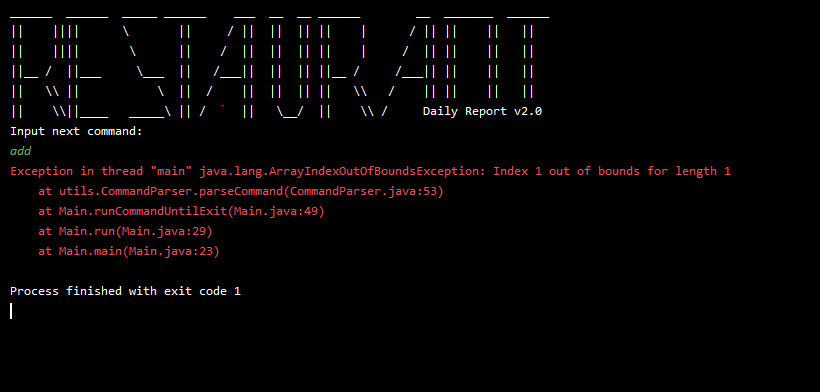 RESTAURANT
Daily Report v2.0
Input next command:
add
Exception in thread "main" java.lang.ArrayIndexOutOfBoundsException: Index 1 out of bounds for length 1
    at utils.CommandParser.parseCommand(CommandParser.java:53)
    at Main.runCommandUntilExit(Main.java:49)
    at Main.run(Main.java:29)
    at Main.main(Main.java:23)
Process finished with exit code 1